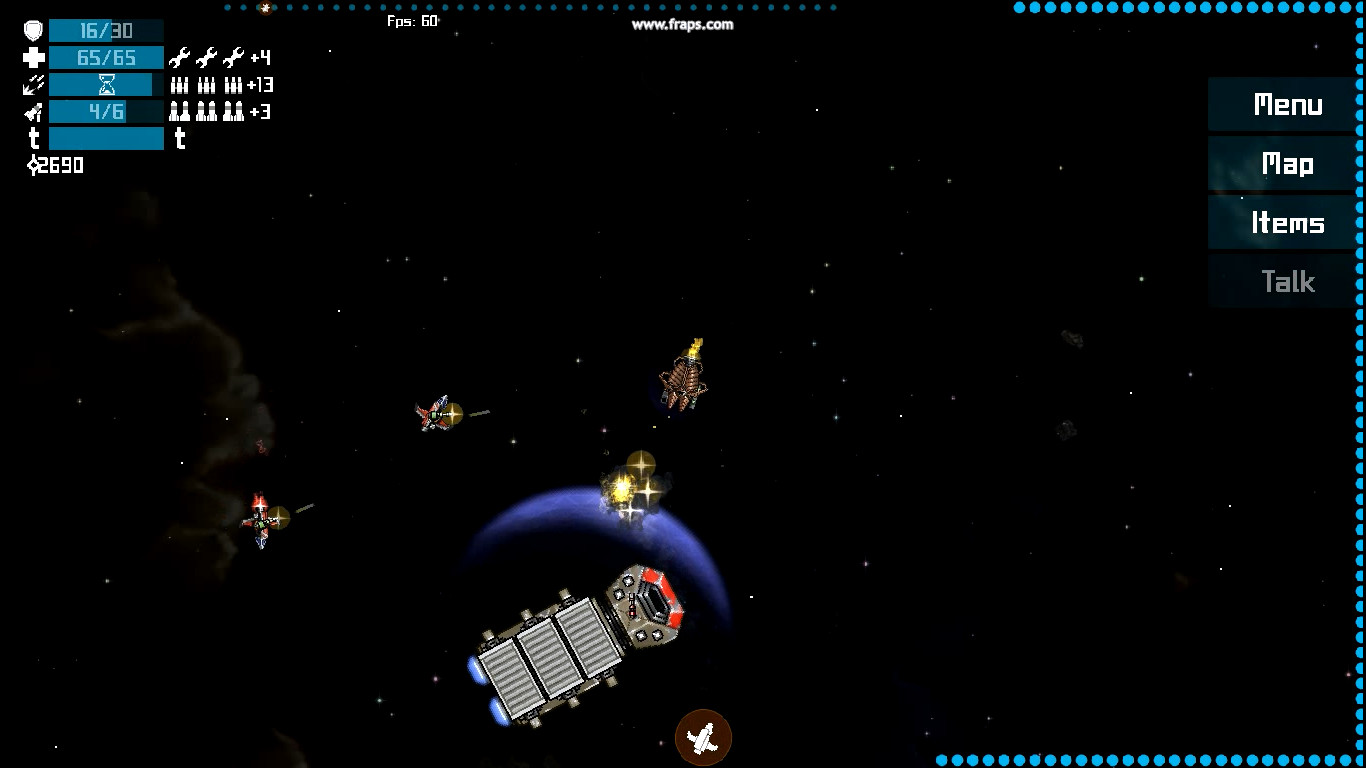 Fps: 60
www.fraps.com
16/30
65/65 +4
+13
4/6 +3
t t
2690
Menu
Map
Items
Talk